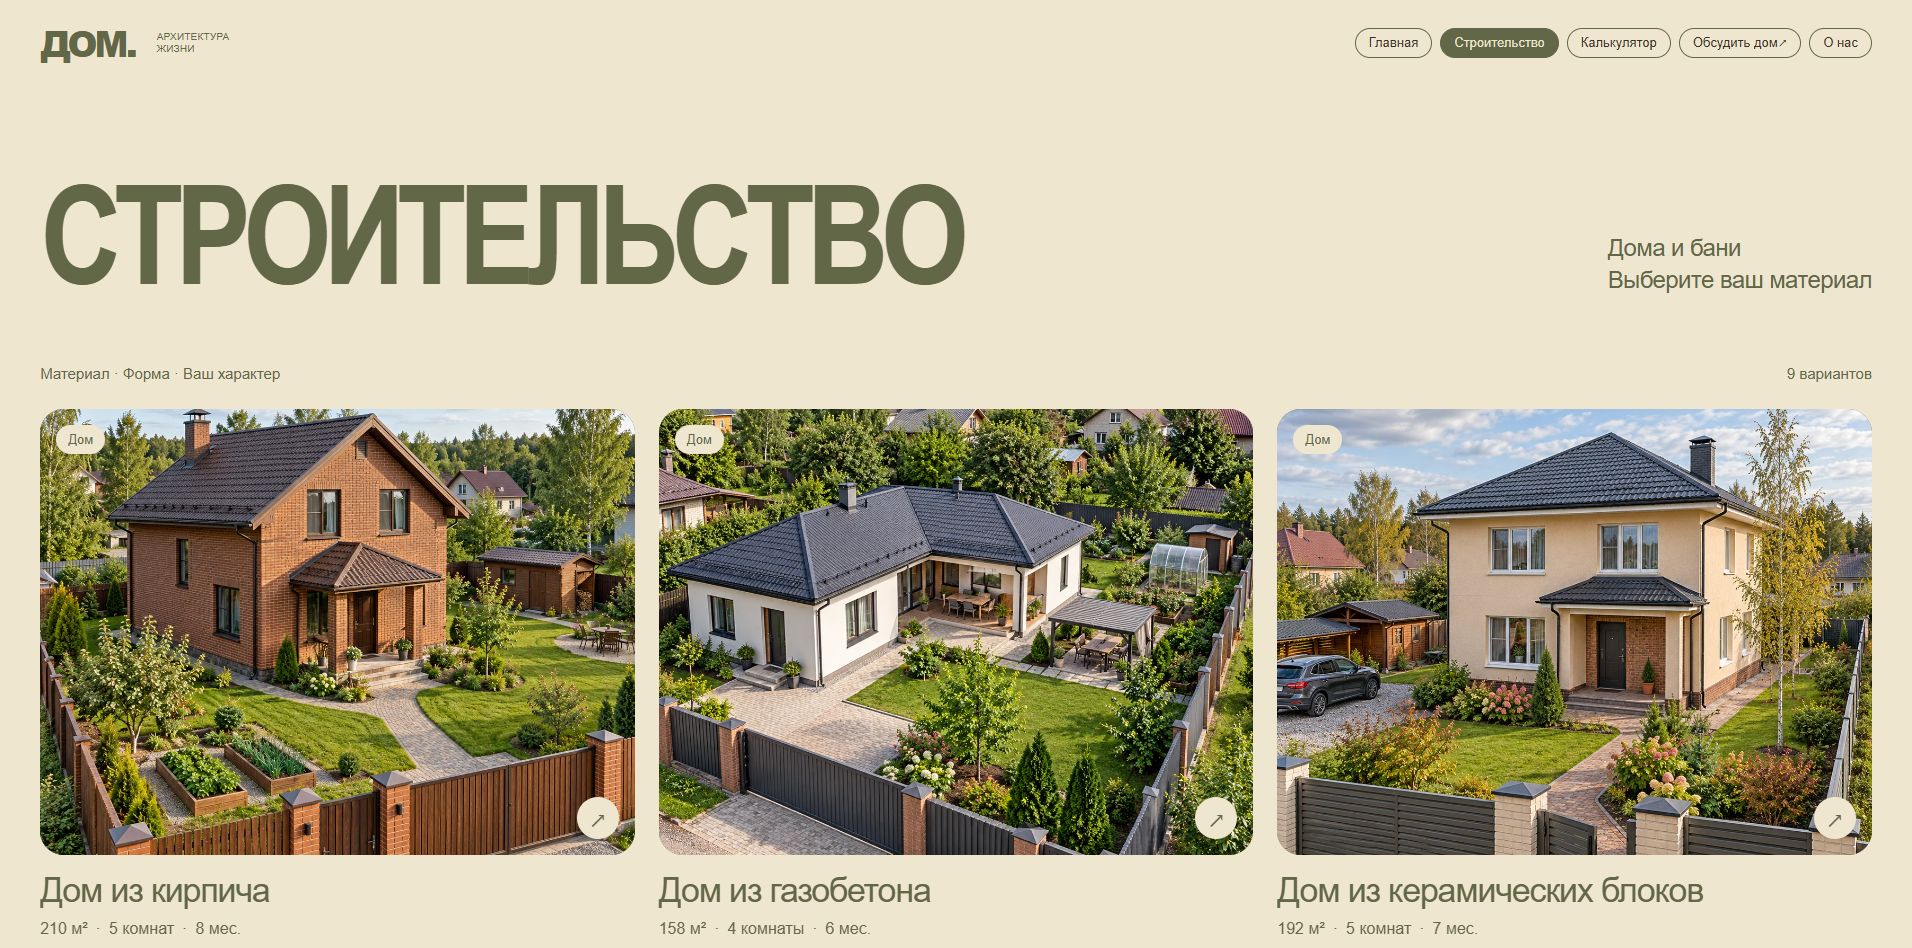 ДОМ.
АРХИТЕКТУРА
ЖИЗНИ
Главная
Строительство
Калькулятор
Обсудить дом↗
О нас
СТРОИТЕЛЬСТВО
Дома и бани
Выберите ваш материал
Материал · Форма · Ваш характер
9 вариантов
Дом
Дом
Дом
Дом из кирпича
210 м² · 5 комнат · 8 мес.
Дом из газобетона
158 м² · 4 комнаты · 6 мес.
Дом из керамических блоков
192 м² · 5 комнат · 7 мес.